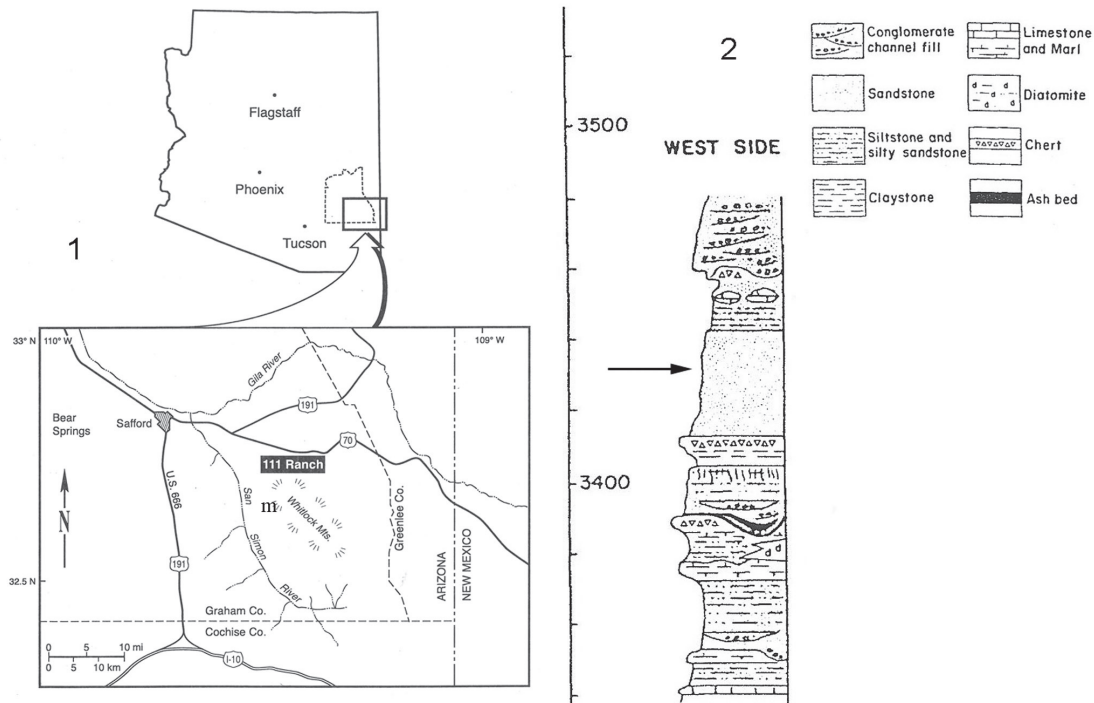 1
Flagstaff
Phoenix
Tucson
33° N
110° W
109° W
Bear
Springs
Safford
Gila River
191
70
111 Ranch
m
Whitlock Mts.
San
Simon
River
U.S. 666
191
N
Greenlee Co.
ARIZONA
NEW MEXICO
32.5 N
Graham Co.
Cochise Co.
0 5 10 mi
0 5 10 km
I-10
2
3500
3400
WEST SIDE
Conglomerate
channel fill
Sandstone
Siltstone and
silty sandstone
Claystone
Limestone
and Marl
Diatomite
Chert
Ash bed